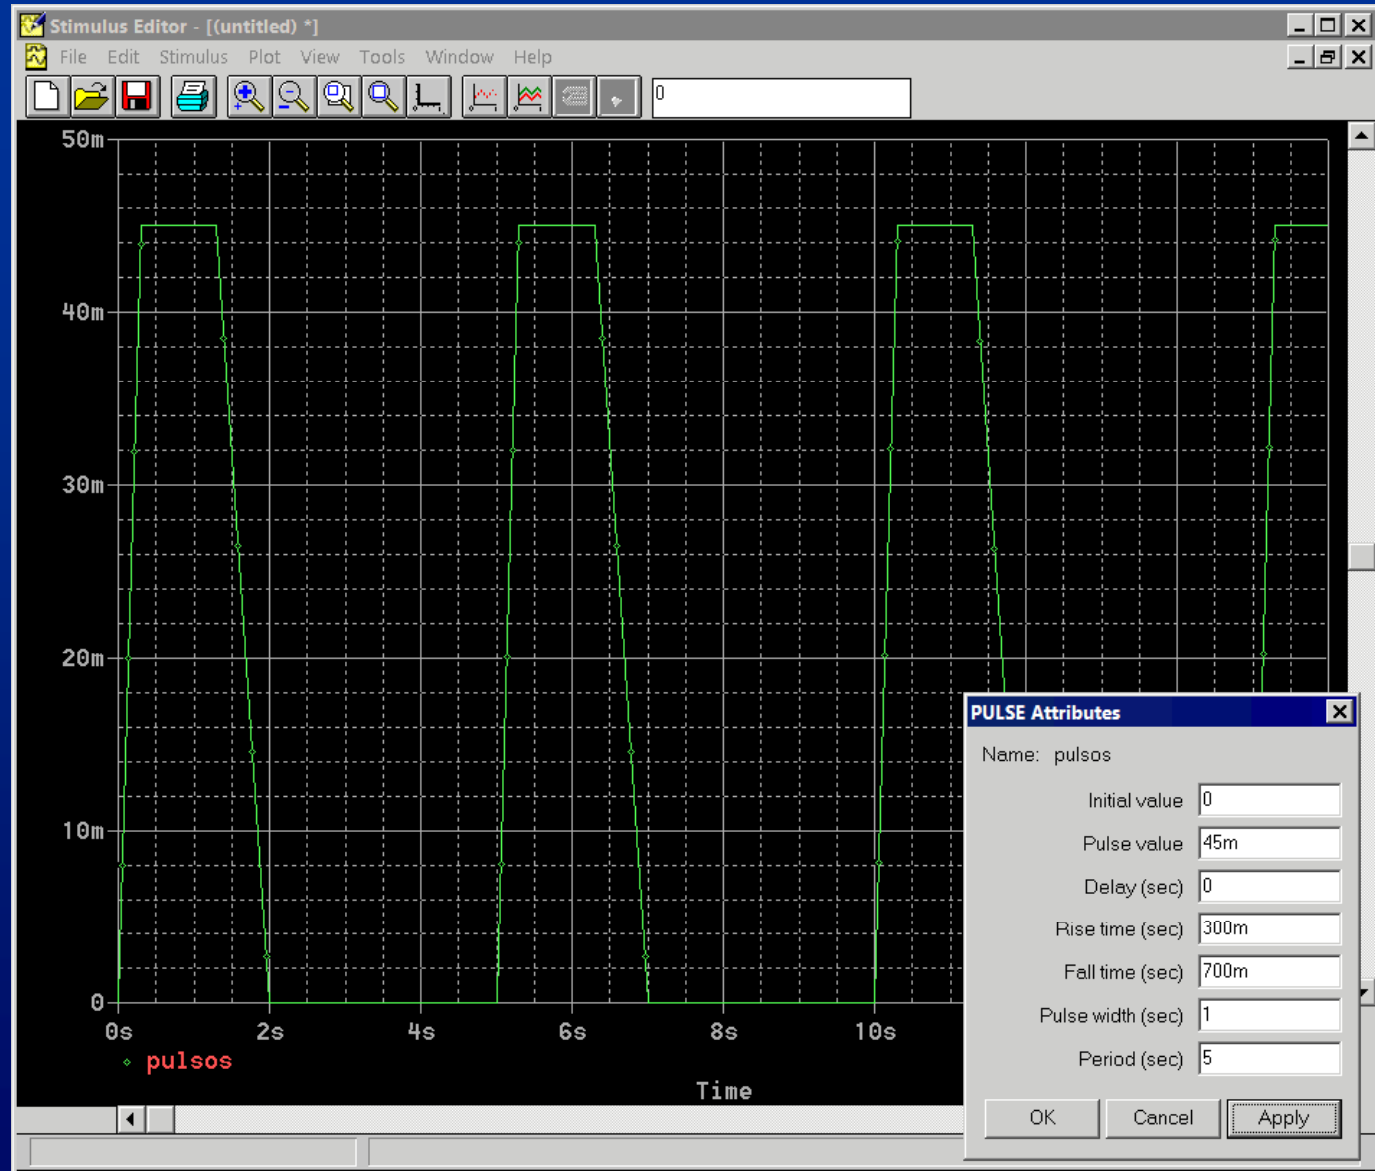 Stimulus Editor - [(untitled) *]
File Edit Stimulus Plot View Tools Window Help
0
50m
40m
30m
20m
10m
0
0s 2s 4s 6s 8s 10s
pulsos
Time
PULSE Attributes
Name: pulsos
Initial value 0
Pulse value 45m
Delay (sec) 0
Rise time (sec) 300m
Fall time (sec) 700m
Pulse width (sec) 1
Period (sec) 5
OK Cancel Apply